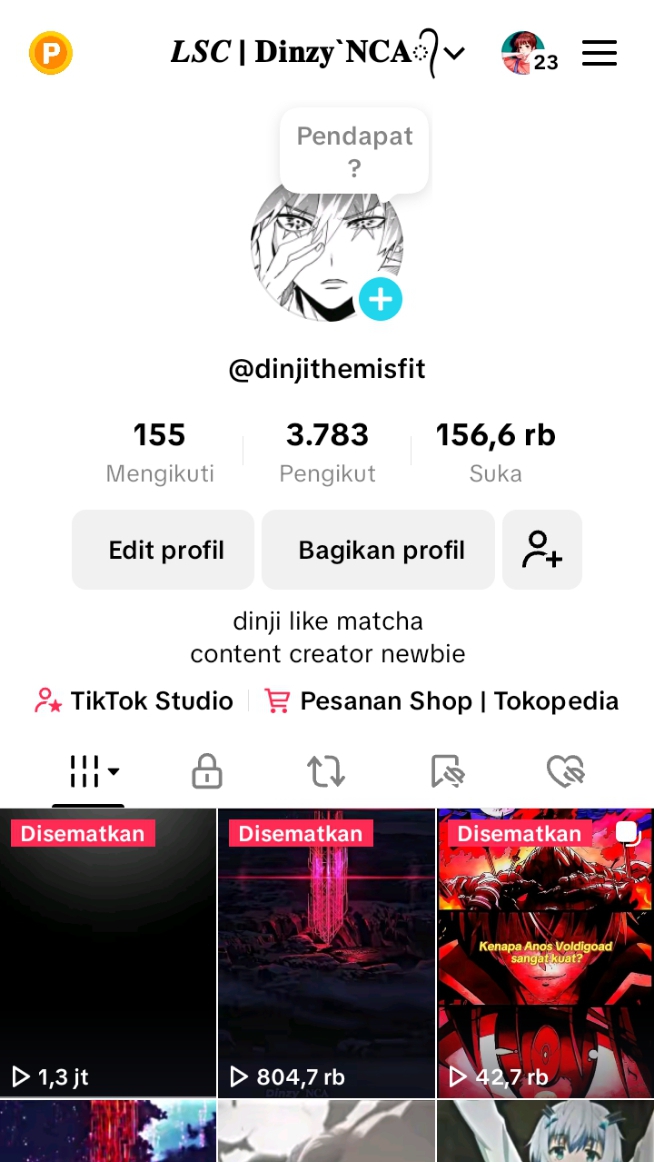 P
LSC | Dinzy`NCA ꪳ
23
Pendapat
?
@dinjithemisfit
155
3.783
156,6 rb
Mengikuti
Pengikut
Suka
Edit profil
Bagikan profil
dinji like matcha
content creator newbie
TikTok Studio
Pesanan Shop | Tokopedia
Disematkan
Disematkan
Disematkan
Kenapa Anos Voldigoad
sangat kuat?
1,3 jt
804,7 rb
42,7 rb
Dinzy`NCA